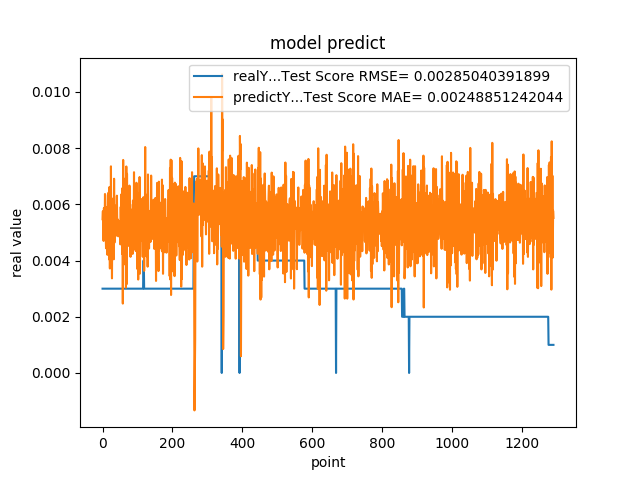 model predict
realY...Test Score RMSE= 0.00285040391899
predictY...Test Score MAE= 0.00248851242044
0.010
0.008
0.006
0.004
0.002
0.000
real value
0 200 400 600 800 1000 1200
point